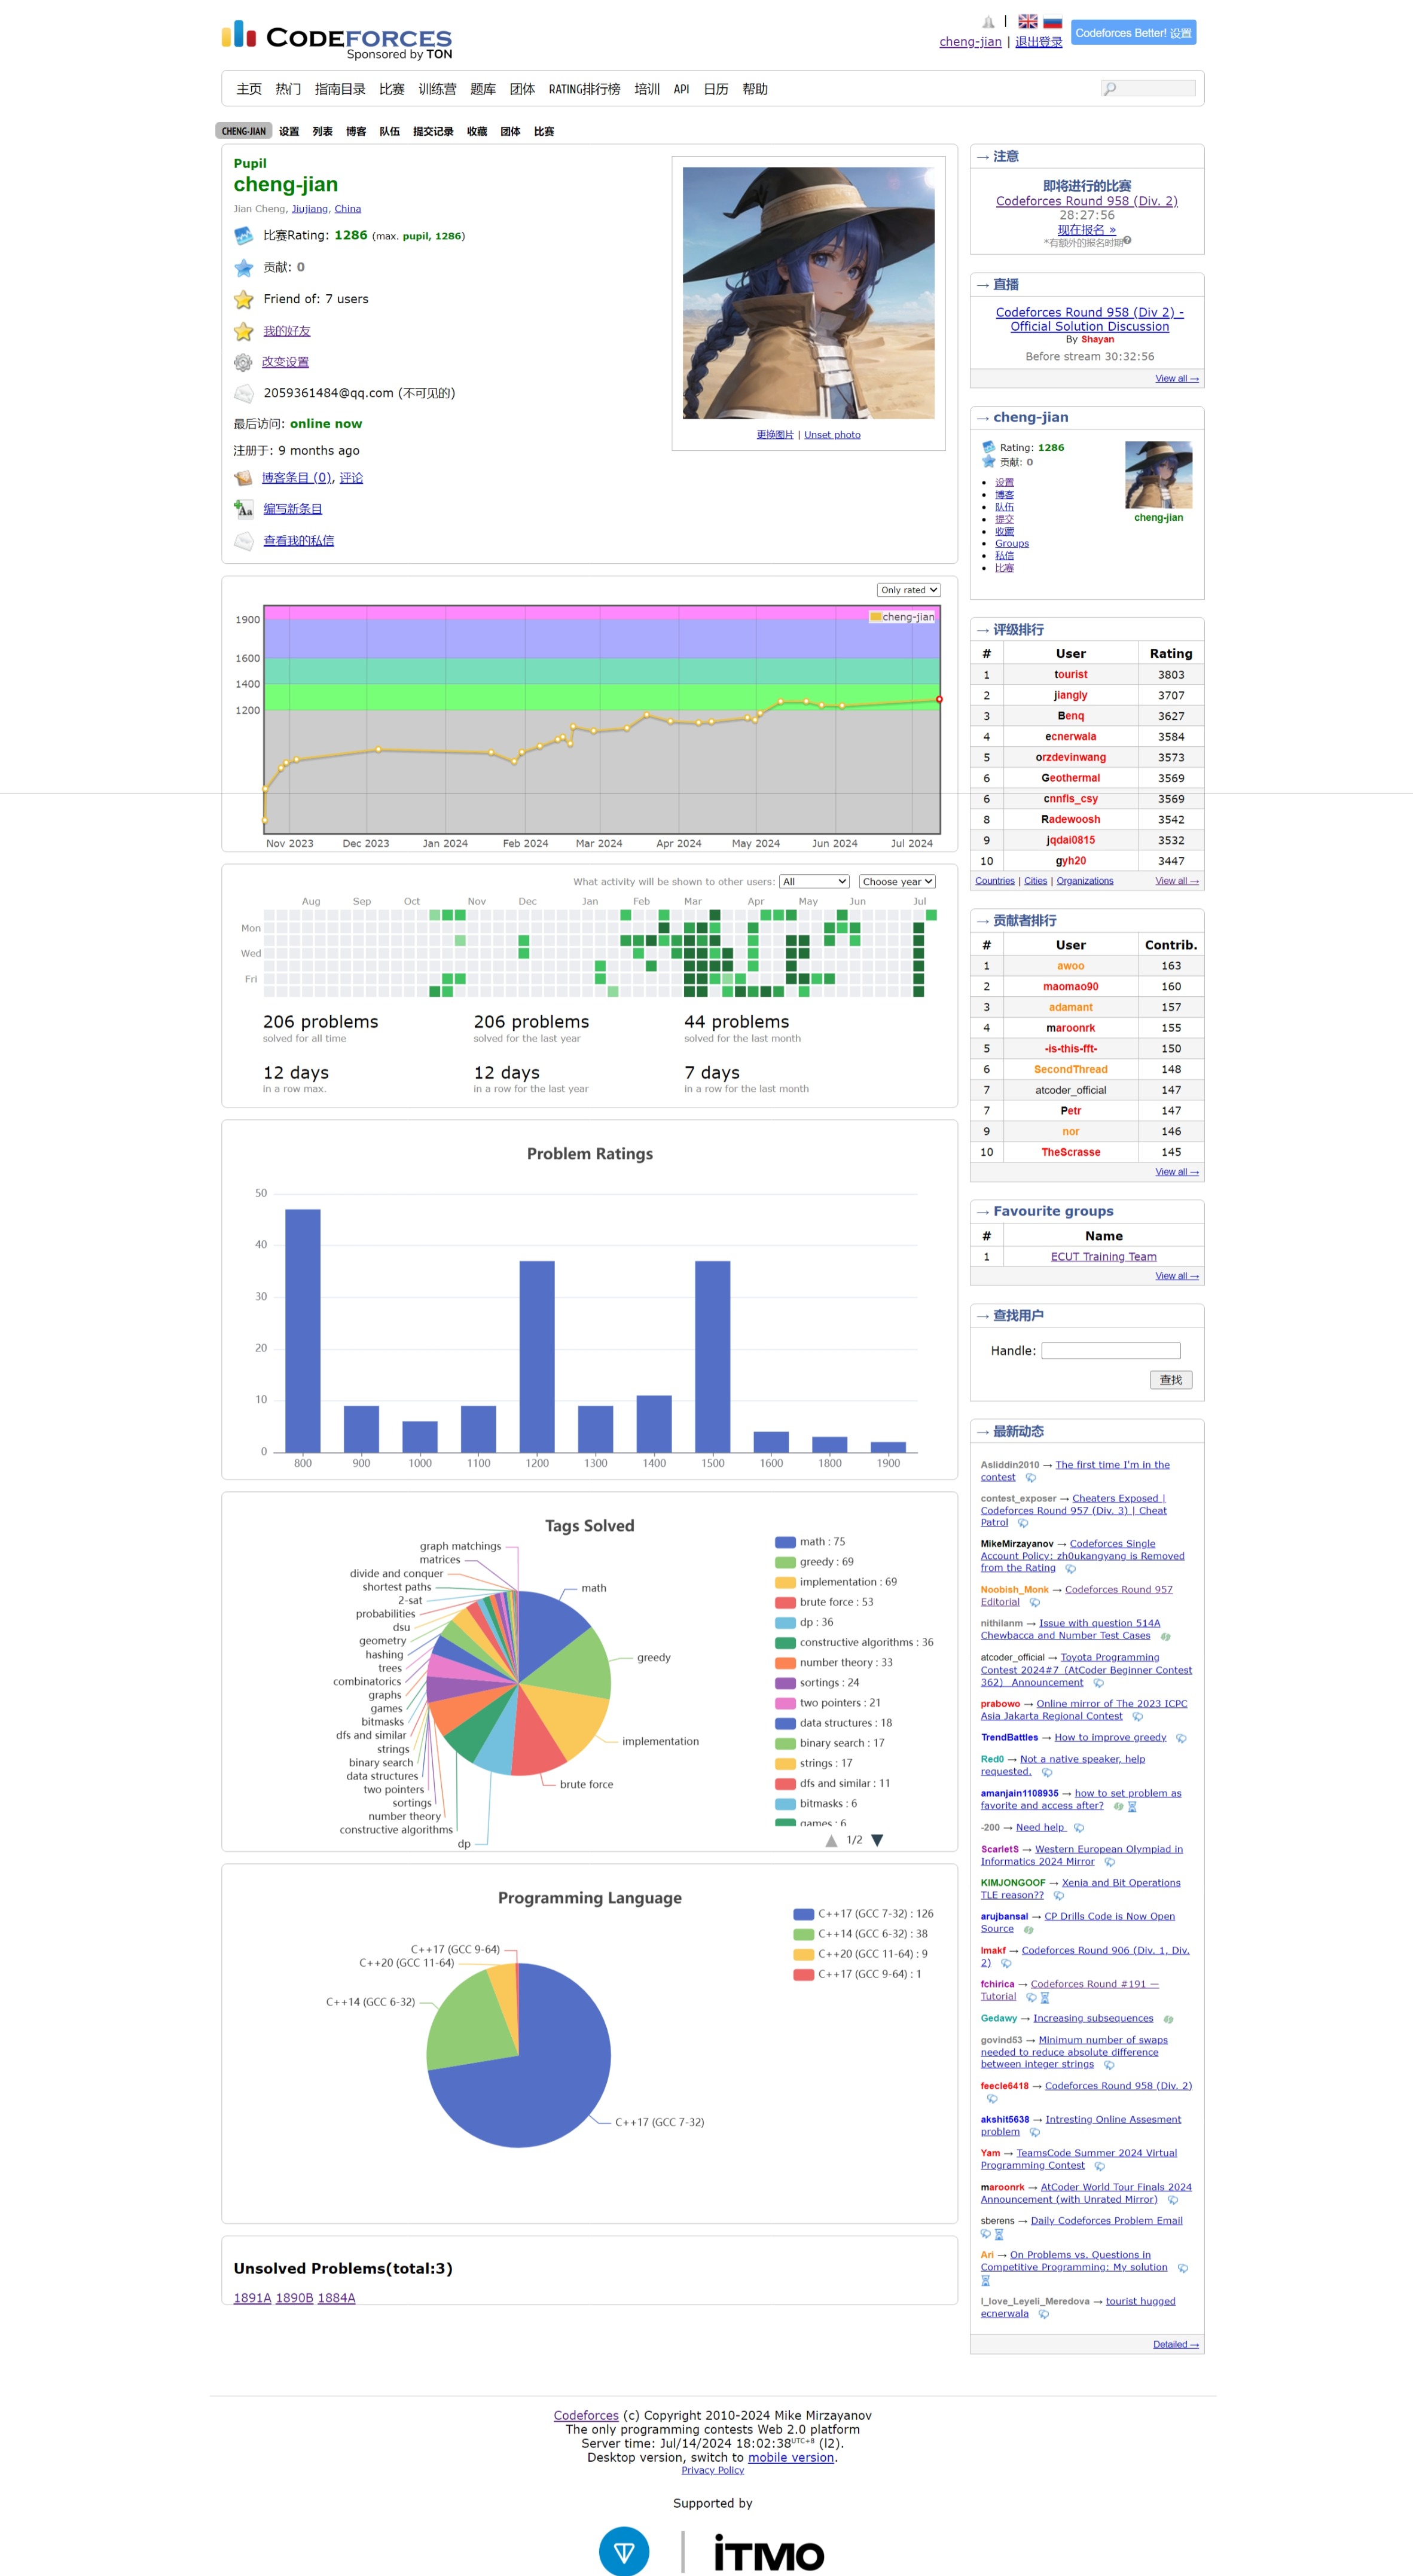 CODEFORCES
Sponsored by TON
cheng-jian | 退出登录
Codeforces Better! 设置
主页 热门 指南目录 比赛 训练营 题库 团体 RATING排行榜 培训 API 日历 帮助
CHENG-JIAN 设置 列表 博客 队伍 提交记录 收藏 团体 比赛
Pupil
cheng-jian
Jian Cheng, Jiujiang, China
比赛Rating: 1286 (max. pupil, 1286)
贡献: 0
Friend of: 7 users
我的好友
改变设置
2059361484@qq.com (不可见的)
最后访问: online now
注册于: 9 months ago
博客条目 (0), 评论
编写新条目
查看我的私信
更换图片 | Unset photo
Only rated
cheng-jian
1900
1600
1400
1200
Nov 2023 Dec 2023 Jan 2024 Feb 2024 Mar 2024 Apr 2024 May 2024 Jun 2024 Jul 2024
What activity will be shown to other users: All Choose year
Aug Sep Oct Nov Dec Jan Feb Mar Apr May Jun Jul
Mon
Wed
Fri
206 problems 206 problems 44 problems
solved for all time solved for the last year solved for the last month
12 days 12 days 7 days
in a row max. in a row for the last year in a row for the last month
Problem Ratings
50
40
30
20
10
0
800 900 1000 1100 1200 1300 1400 1500 1600 1800 1900
Tags Solved
graph matchings
matrices
divide and conquer
shortest paths
2-sat
probabilities
dsu
geometry
hashing
trees
combinatorics
graphs
games
bitmasks
dfs and similar
strings
binary search
data structures
two pointers
sortings
number theory
constructive algorithms
dp
math
greedy
implementation
brute force
math : 75
greedy : 69
implementation : 69
brute force : 53
dp : 36
constructive algorithms : 36
number theory : 33
sortings : 24
two pointers : 21
data structures : 18
binary search : 17
strings : 17
dfs and similar : 11
bitmasks : 6
games : 6
1/2
Programming Language
C++17 (GCC 9-64)
C++20 (GCC 11-64)
C++14 (GCC 6-32)
C++17 (GCC 7-32)
C++17 (GCC 7-32) : 126
C++14 (GCC 6-32) : 38
C++20 (GCC 11-64) : 9
C++17 (GCC 9-64) : 1
Unsolved Problems(total:3)
1891A 1890B 1884A
→ 注意
即将进行的比赛
Codeforces Round 958 (Div. 2)
28:27:56
现在报名 »
*有额外的报名时期
→ 直播
Codeforces Round 958 (Div 2) -
Official Solution Discussion
By Shayan
Before stream 30:32:56
View all →
→ cheng-jian
Rating: 1286
贡献: 0
设置
博客
队伍
提交
收藏
Groups
私信
比赛
cheng-jian
→ 评级排行
# User Rating
1 tourist 3803
2 jiangly 3707
3 Benq 3627
4 ecnerwala 3584
5 orzdevinwang 3573
6 Geothermal 3569
6 cnnfls_csy 3569
8 Radewoosh 3542
9 jqdai0815 3532
10 gyh20 3447
Countries | Cities | Organizations View all →
→ 贡献者排行
# User Contrib.
1 awoo 163
2 maomao90 160
3 adamant 157
4 maroonrk 155
5 -is-this-fft- 150
6 SecondThread 148
7 atcoder_official 147
7 Petr 147
9 nor 146
10 TheScrasse 145
View all →
→ Favourite groups
# Name
1 ECUT Training Team
View all →
→ 查找用户
Handle:
查找
→ 最新动态
Asliddin2010 → The first time I'm in the
contest
contest_exposer → Cheaters Exposed |
Codeforces Round 957 (Div. 3) | Cheat
Patrol
MikeMirzayanov → Codeforces Single
Account Policy: zh0ukangyang is Removed
from the Rating
Noobish_Monk → Codeforces Round 957
Editorial
nithilanm → Issue with question 514A
Chewbacca and Number Test Cases
atcoder_official → Toyota Programming
Contest 2024#7（AtCoder Beginner Contest
362） Announcement
prabowo → Online mirror of The 2023 ICPC
Asia Jakarta Regional Contest
TrendBattles → How to improve greedy
Red0 → Not a native speaker, help
requested.
amanjain1108935 → how to set problem as
favorite and access after?
-200 → Need help
ScarletS → Western European Olympiad in
Informatics 2024 Mirror
KIMJONGOOF → Xenia and Bit Operations
TLE reason??
arujbansal → CP Drills Code is Now Open
Source
lmakf → Codeforces Round 906 (Div. 1, Div.
2)
fchirica → Codeforces Round #191 —
Tutorial
Gedawy → Increasing subsequences
govind53 → Minimum number of swaps
needed to reduce absolute difference
between integer strings
feecle6418 → Codeforces Round 958 (Div. 2)
akshit5638 → Intresting Online Assesment
problem
Yam → TeamsCode Summer 2024 Virtual
Programming Contest
maroonrk → AtCoder World Tour Finals 2024
Announcement (with Unrated Mirror)
sberens → Daily Codeforces Problem Email
Ari → On Problems vs. Questions in
Competitive Programming: My solution
I_love_Leyeli_Meredova → tourist hugged
ecnerwala
Detailed →
Codeforces (c) Copyright 2010-2024 Mike Mirzayanov
The only programming contests Web 2.0 platform
Server time: Jul/14/2024 18:02:38UTC+8 (l2).
Desktop version, switch to mobile version.
Privacy Policy
Supported by
iTMO